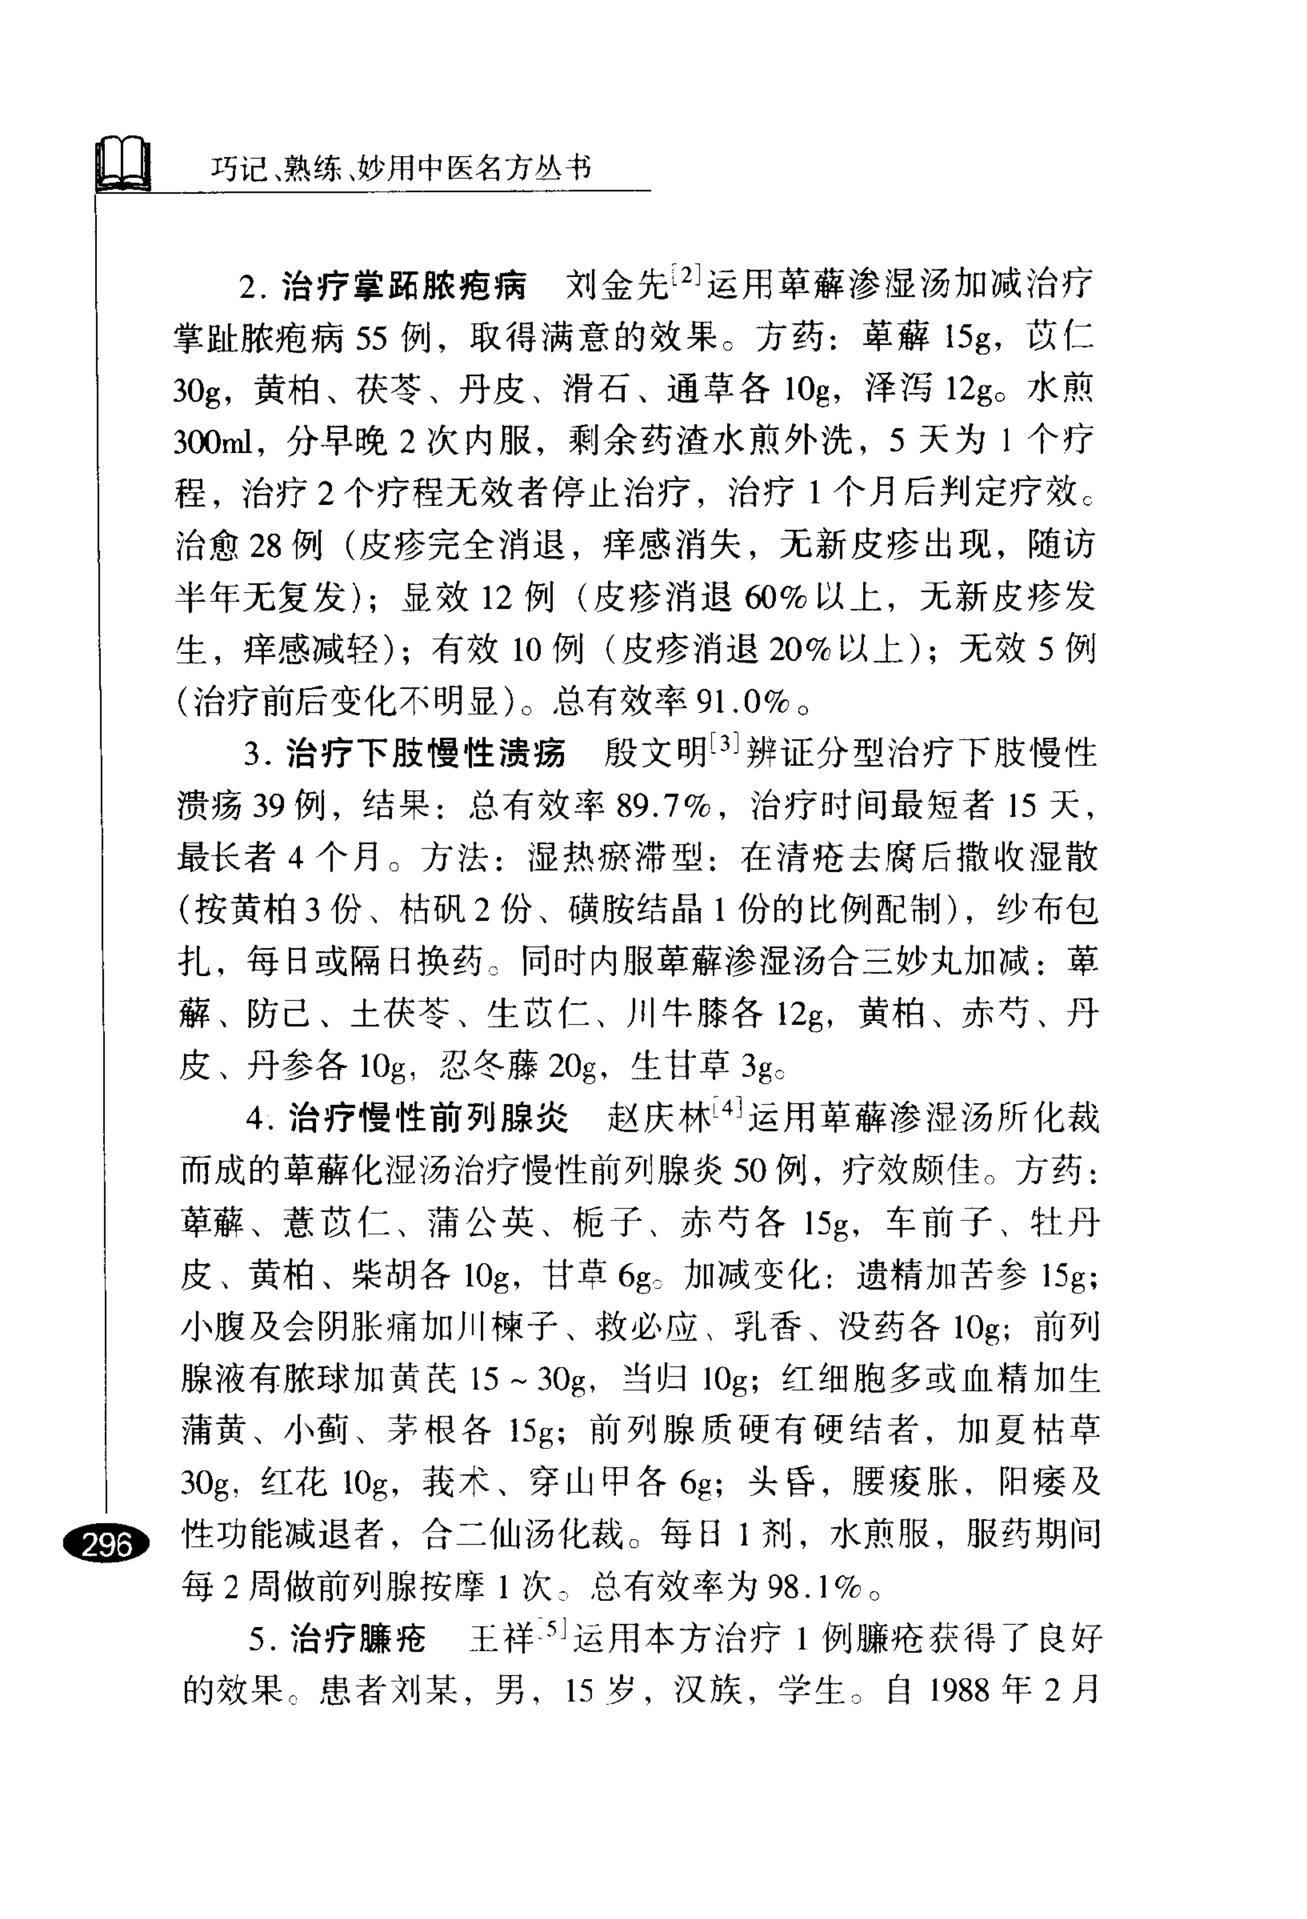 巧记、熟练、妙用中医名方丛书
2. 治疗掌跖脓疱病　刘金先[2]运用萆薢渗湿汤加减治疗
掌趾脓疱病 55 例，取得满意的效果。方药：萆薢 15g，苡仁
30g，黄柏、茯苓、丹皮、滑石、通草各 10g，泽泻 12g。水煎
300ml，分早晚 2 次内服，剩余药渣水煎外洗，5 天为 1 个疗
程，治疗 2 个疗程无效者停止治疗，治疗 1 个月后判定疗效。
治愈 28 例（皮疹完全消退，痒感消失，无新皮疹出现，随访
半年无复发）；显效 12 例（皮疹消退 60%以上，无新皮疹发
生，痒感减轻）；有效 10 例（皮疹消退 20%以上）；无效 5 例
（治疗前后变化不明显）。总有效率 91.0%。
3. 治疗下肢慢性溃疡　殷文明[3]辨证分型治疗下肢慢性
溃疡 39 例，结果：总有效率 89.7%，治疗时间最短者 15 天，
最长者 4 个月。方法：湿热瘀滞型：在清疮去腐后撒收湿散
（按黄柏 3 份、枯矾 2 份、磺胺结晶 1 份的比例配制），纱布包
扎，每日或隔日换药。同时内服萆薢渗湿汤合三妙丸加减：萆
薢、防己、土茯苓、生苡仁、川牛膝各 12g，黄柏、赤芍、丹
皮、丹参各 10g，忍冬藤 20g，生甘草 3g。
4. 治疗慢性前列腺炎　赵庆林[4]运用萆薢渗湿汤所化裁
而成的萆薢化湿汤治疗慢性前列腺炎 50 例，疗效颇佳。方药：
萆薢、薏苡仁、蒲公英、栀子、赤芍各 15g，车前子、牡丹
皮、黄柏、柴胡各 10g，甘草 6g。加减变化：遗精加苦参 15g；
小腹及会阴胀痛加川楝子、救必应、乳香、没药各 10g；前列
腺液有脓球加黄芪 15～30g，当归 10g；红细胞多或血精加生
蒲黄、小蓟、茅根各 15g；前列腺质硬有硬结者，加夏枯草
30g，红花 10g，莪术、穿山甲各 6g；头昏，腰痠胀，阳痿及
性功能减退者，合二仙汤化裁。每日 1 剂，水煎服，服药期间
每 2 周做前列腺按摩 1 次。总有效率为 98.1%。
5. 治疗臁疮　王祥[5]运用本方治疗 1 例臁疮获得了良好
的效果。患者刘某，男，15 岁，汉族，学生。自 1988 年 2 月
296